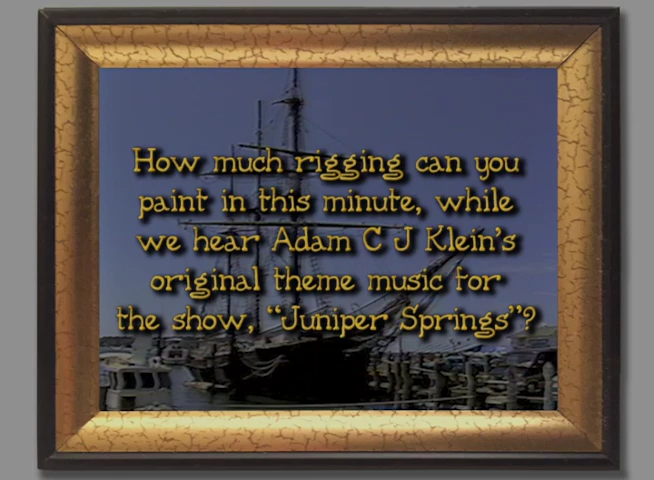 How much rigging can you
paint in this minute, while
we hear Adam C J Klein's
original theme music for
the show, “Juniper Springs”?